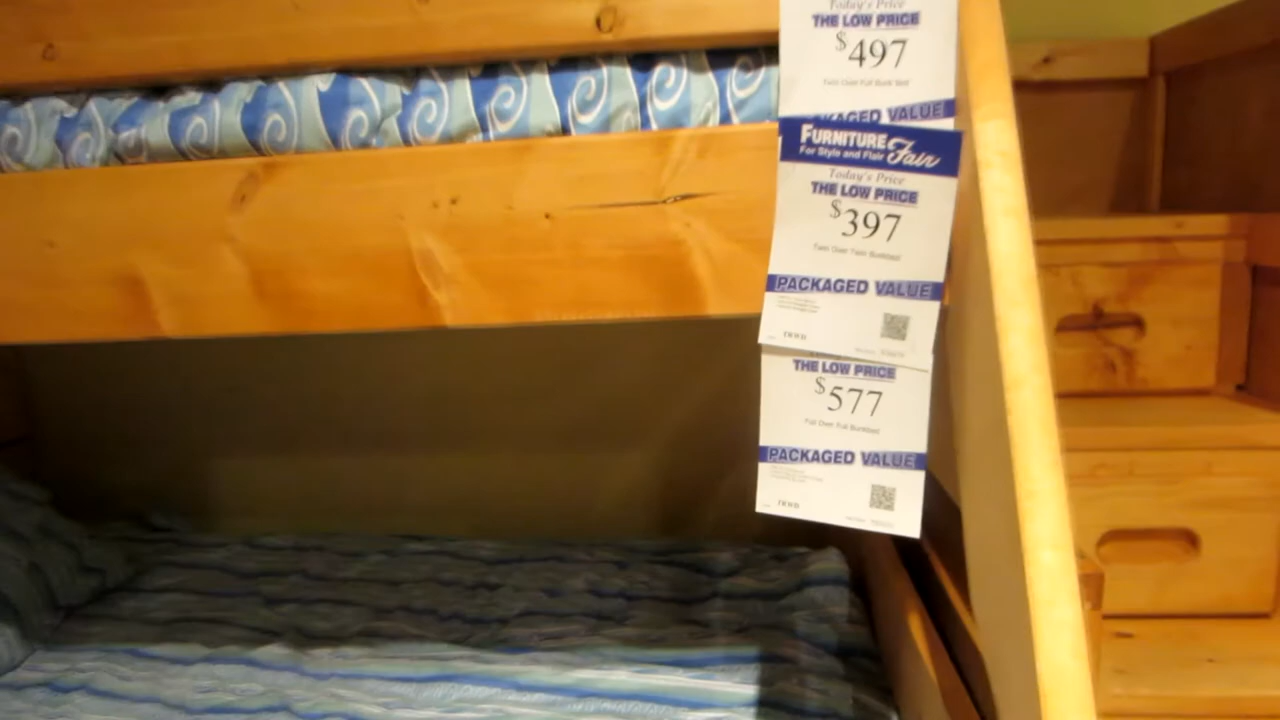 Today's Price
THE LOW PRICE
$497
Twin Over Full Bunk Bed
PACKAGED VALUE
FURNITURE Fair
For Style and Flair
Today's Price
THE LOW PRICE
$397
Twin Over Twin Bunkbed
PACKAGED VALUE
THE LOW PRICE
$577
Full Over Full Bunkbed
PACKAGED VALUE